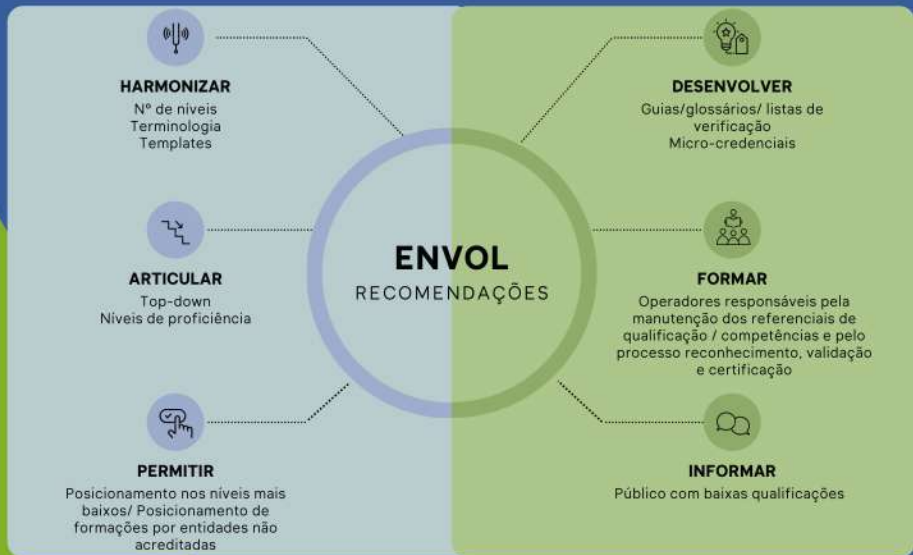 HARMONIZAR
Nº de níveis
Terminologia
Templates
ARTICULAR
Top-down
Níveis de proficiência
PERMITIR
Posicionamento nos níveis mais
baixos/ Posicionamento de
formações por entidades não
acreditadas
ENVOL
RECOMENDAÇÕES
DESENVOLVER
Guias/glossários/ listas de
verificação
Micro-credenciais
FORMAR
Operadores responsáveis pela
manutenção dos referenciais de
qualificação / competências e pelo
processo reconhecimento, validação
e certificação
INFORMAR
Público com baixas qualificações